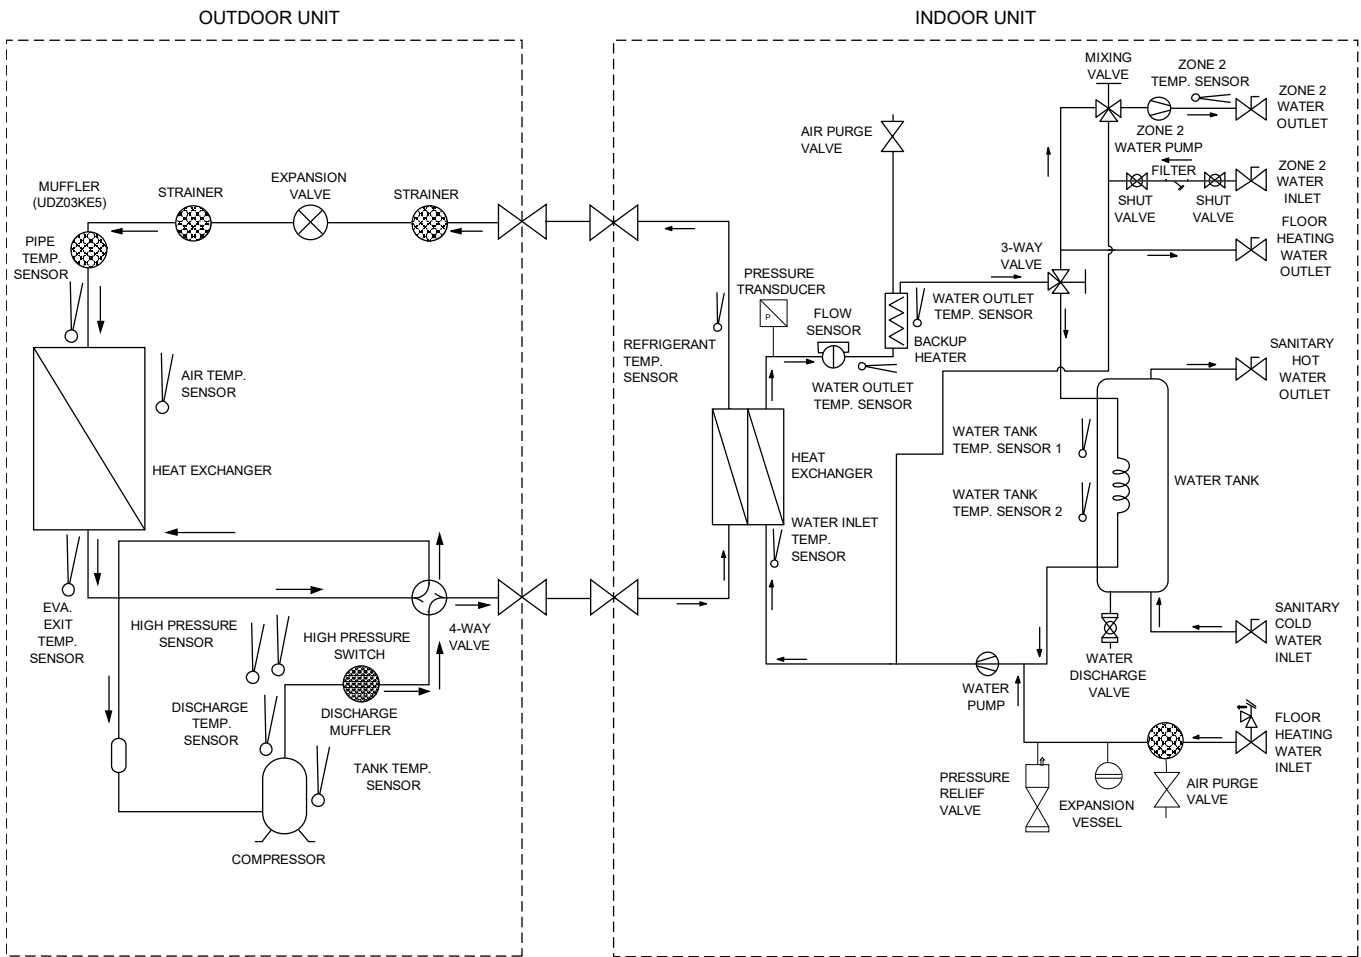 OUTDOOR UNIT
INDOOR UNIT
MUFFLER
(UDZ03KE5)
STRAINER
EXPANSION
VALVE
STRAINER
PIPE
TEMP.
SENSOR
AIR TEMP.
SENSOR
HEAT EXCHANGER
EVA.
EXIT
TEMP.
SENSOR
HIGH PRESSURE
SENSOR
HIGH PRESSURE
SWITCH
4-WAY
VALVE
DISCHARGE
TEMP.
SENSOR
DISCHARGE
MUFFLER
TANK TEMP.
SENSOR
COMPRESSOR
REFRIGERANT
TEMP.
SENSOR
PRESSURE
TRANSDUCER
P
FLOW
SENSOR
AIR PURGE
VALVE
WATER OUTLET
TEMP. SENSOR
BACKUP
HEATER
WATER OUTLET
TEMP. SENSOR
HEAT
EXCHANGER
WATER INLET
TEMP.
SENSOR
3-WAY
VALVE
MIXING
VALVE
ZONE 2
TEMP. SENSOR
ZONE 2
WATER
OUTLET
ZONE 2
WATER PUMP
FILTER
SHUT
VALVE
SHUT
VALVE
ZONE 2
WATER
INLET
FLOOR
HEATING
WATER
OUTLET
SANITARY
HOT
WATER
OUTLET
WATER TANK
TEMP. SENSOR 1
WATER TANK
TEMP. SENSOR 2
WATER TANK
SANITARY
COLD
WATER
INLET
WATER
DISCHARGE
VALVE
WATER
PUMP
FLOOR
HEATING
WATER
INLET
PRESSURE
RELIEF
VALVE
EXPANSION
VESSEL
AIR PURGE
VALVE